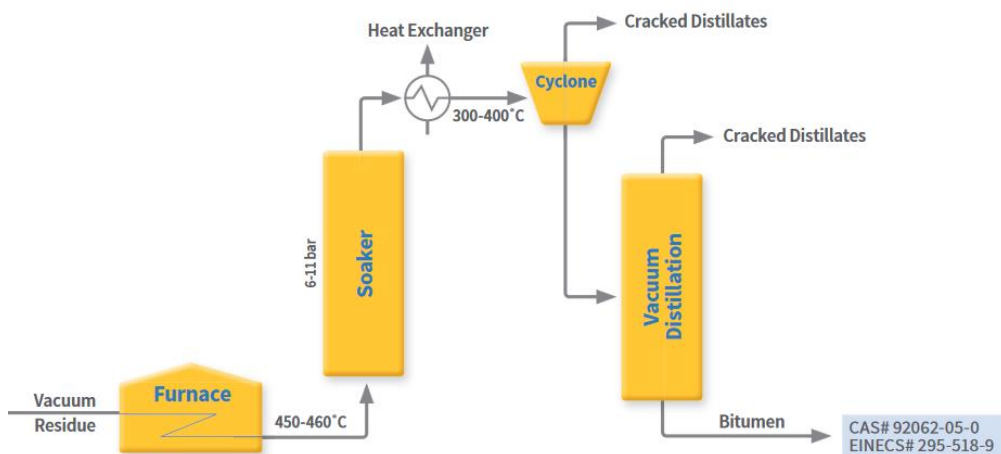 Cracked Distillates
Heat Exchanger
Cyclone
300-400˚C
Cracked Distillates
6-11 bar
Soaker
Vacuum
Distillation
Furnace
Vacuum
Residue
450-460˚C
Bitumen
CAS# 92062-05-0
EINECS# 295-518-9